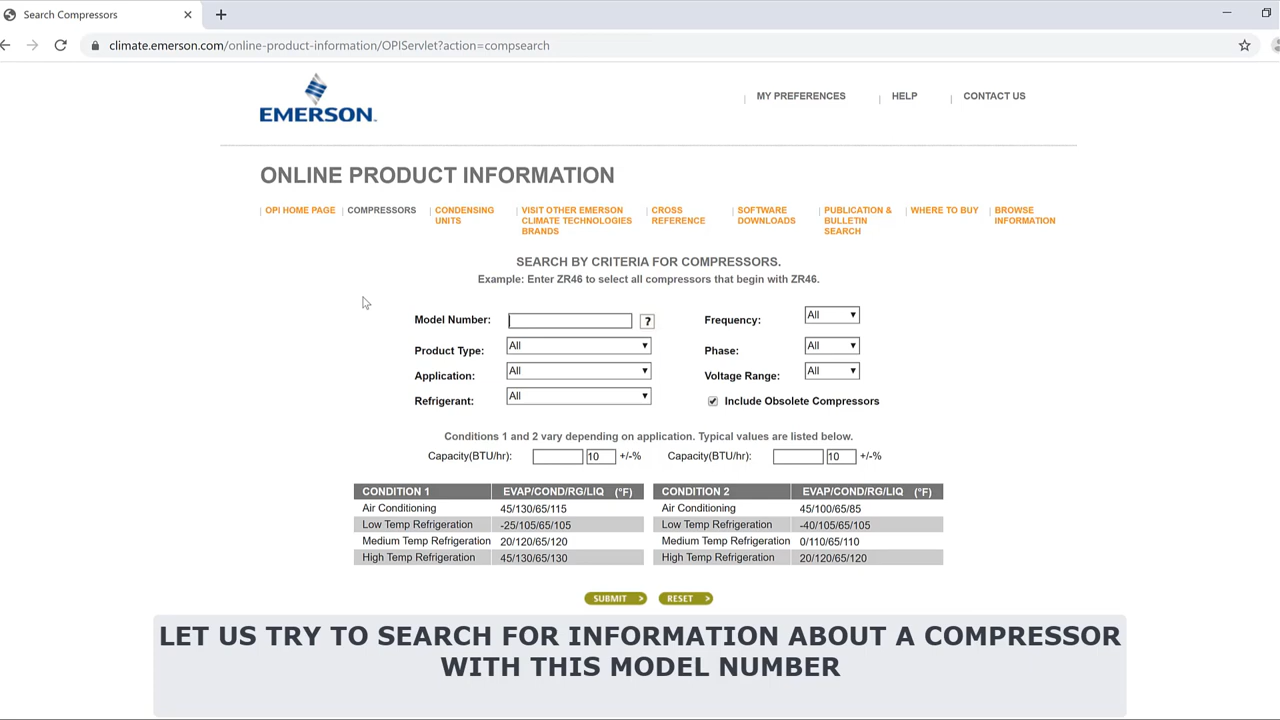 Search Compressors
climate.emerson.com/online-product-information/OPIServlet?action=compsearch
EMERSON.
MY PREFERENCES
HELP
CONTACT US
ONLINE PRODUCT INFORMATION
OPI HOME PAGE
COMPRESSORS
CONDENSING
UNITS
VISIT OTHER EMERSON
CLIMATE TECHNOLOGIES
BRANDS
CROSS
REFERENCE
SOFTWARE
DOWNLOADS
PUBLICATION &
BULLETIN
SEARCH
WHERE TO BUY
BROWSE
INFORMATION
SEARCH BY CRITERIA FOR COMPRESSORS.
Example: Enter ZR46 to select all compressors that begin with ZR46.
Model Number: ?
Frequency: All
Product Type: All
Phase: All
Application: All
Voltage Range: All
Refrigerant: All
Include Obsolete Compressors
Conditions 1 and 2 vary depending on application. Typical values are listed below.
Capacity(BTU/hr): 10 +/-% Capacity(BTU/hr): 10 +/-%
CONDITION 1 EVAP/COND/RG/LIQ (°F) CONDITION 2 EVAP/COND/RG/LIQ (°F)
Air Conditioning 45/130/65/115 Air Conditioning 45/100/65/85
Low Temp Refrigeration -25/105/65/105 Low Temp Refrigeration -40/105/65/105
Medium Temp Refrigeration 20/120/65/120 Medium Temp Refrigeration 0/110/65/110
High Temp Refrigeration 45/130/65/130 High Temp Refrigeration 20/120/65/120
SUBMIT > RESET >
LET US TRY TO SEARCH FOR INFORMATION ABOUT A COMPRESSOR
WITH THIS MODEL NUMBER